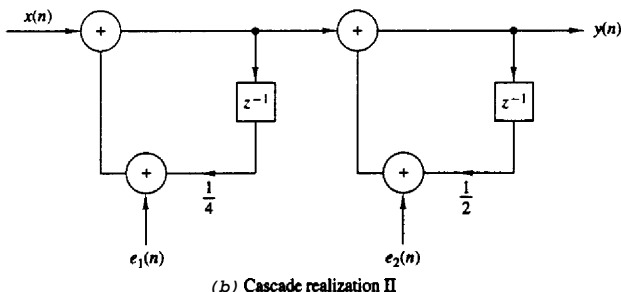 x(n)
+
+
y(n)
z⁻¹
z⁻¹
+
1/4
+
1/2
e₁(n)
e₂(n)
(b) Cascade realization II